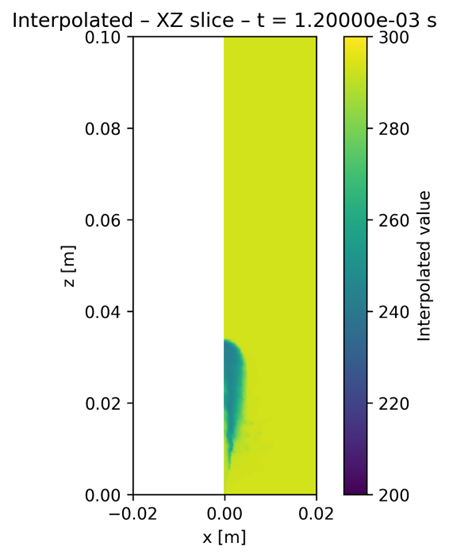 Interpolated – XZ slice – t = 1.20000e-03 s
0.10
0.08
0.06
0.04
0.02
0.00
z [m]
−0.02 0.00 0.02
x [m]
300
280
260
240
220
200
Interpolated value